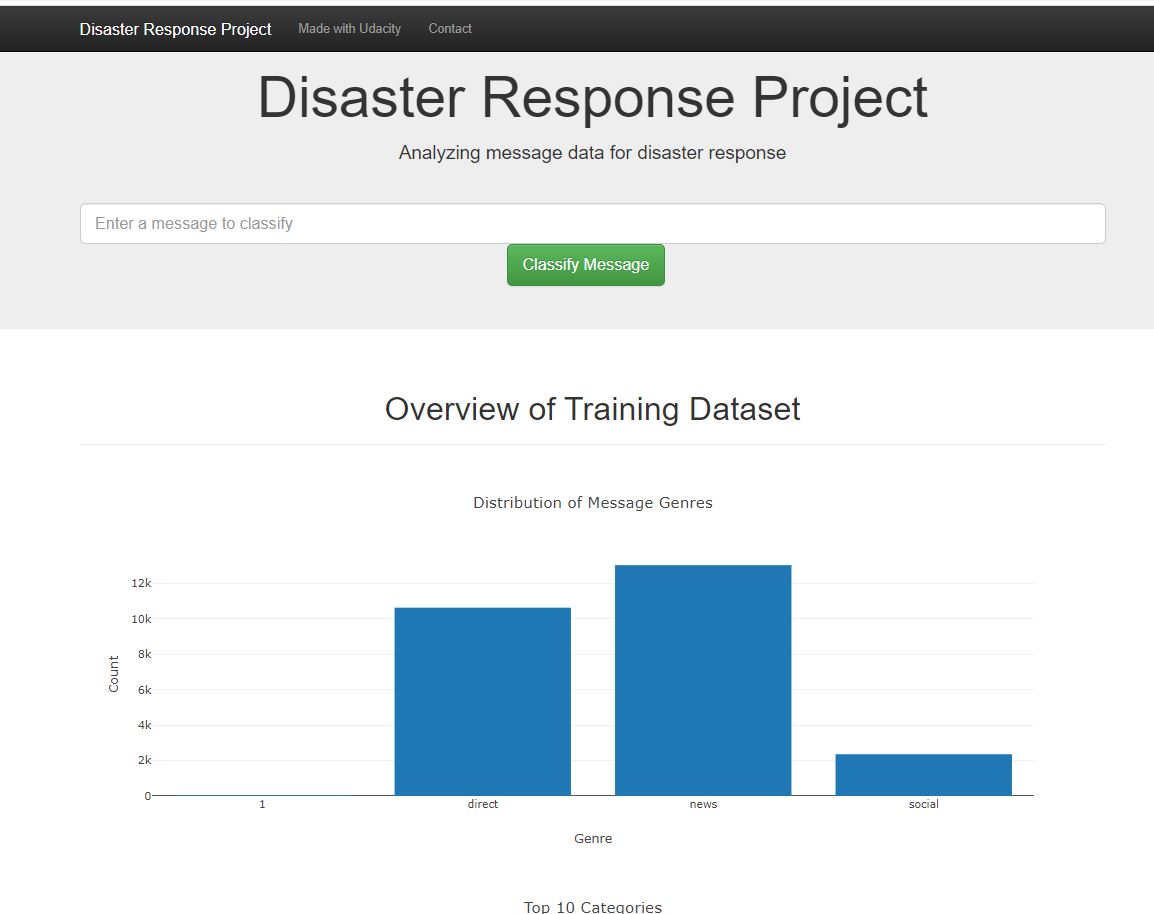 Disaster Response Project Made with Udacity Contact
Disaster Response Project
Analyzing message data for disaster response
Enter a message to classify
Classify Message
Overview of Training Dataset
Distribution of Message Genres
12k
10k
8k
6k
4k
2k
0
Count
1 direct news social
Genre
Top 10 Categories